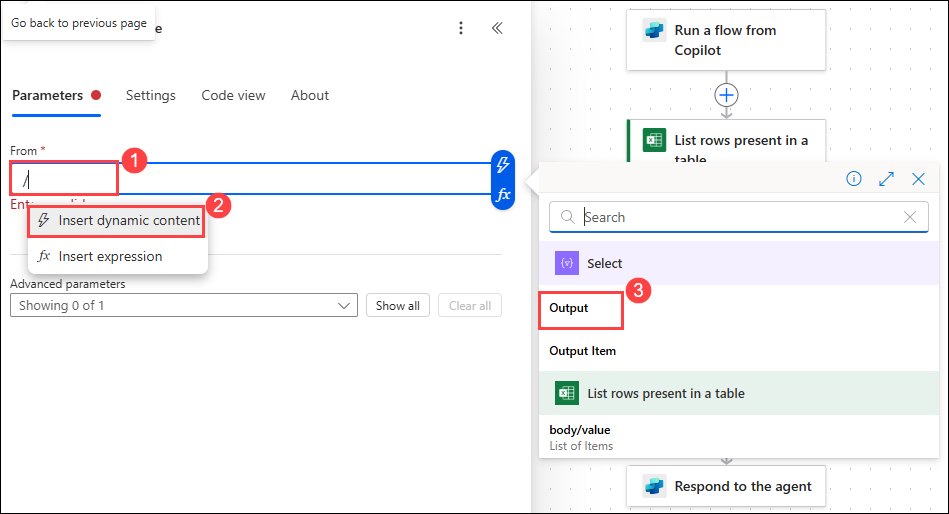 Go back to previous page
Parameters
Settings
Code view
About
From *
1
/
fx
2
Insert dynamic content
fx Insert expression
Advanced parameters
Showing 0 of 1
Show all
Clear all
Run a flow from
Copilot
List rows present in a
table
Search
Select
3
Output
Output Item
List rows present in a table
body/value
List of Items
Respond to the agent